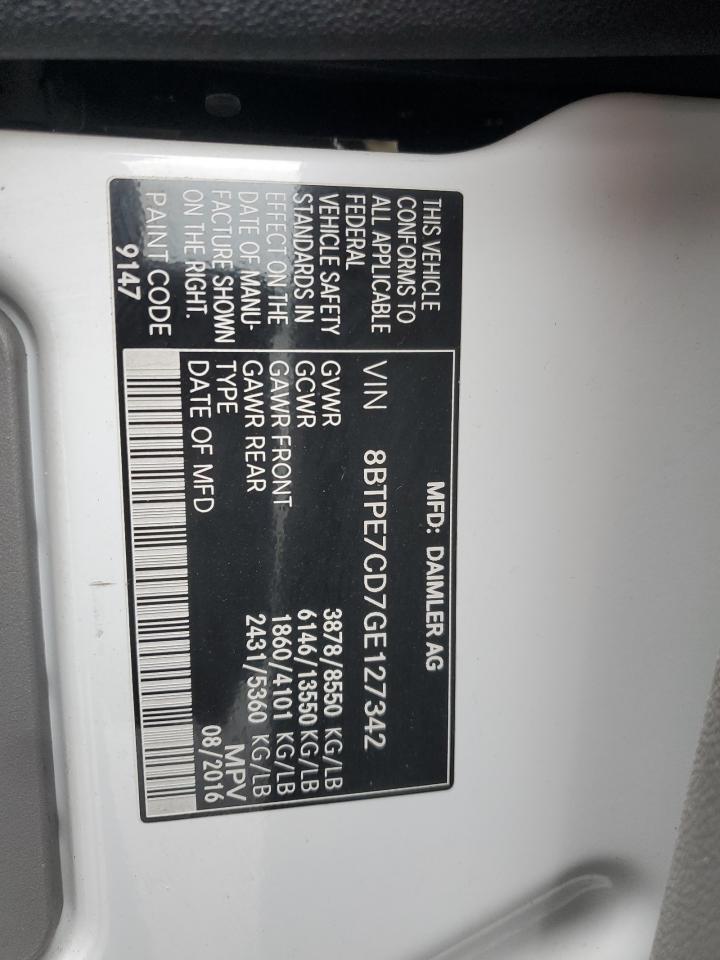 THIS VEHICLE
CONFORMS TO
ALL APPLICABLE
FEDERAL
VEHICLE SAFETY
STANDARDS IN
EFFECT ON THE
DATE OF MANU-
FACTURE SHOWN
ON THE RIGHT.
PAINT CODE
9147
MFD: DAIMLER AG
VIN 8BTPE7CD7GE127342
GVWR 3878/8550 KG/LB
GCWR 6146/13550 KG/LB
GAWR FRONT 1860/4101 KG/LB
GAWR REAR 2431/5360 KG/LB
TYPE MPV
DATE OF MFD 08/2016